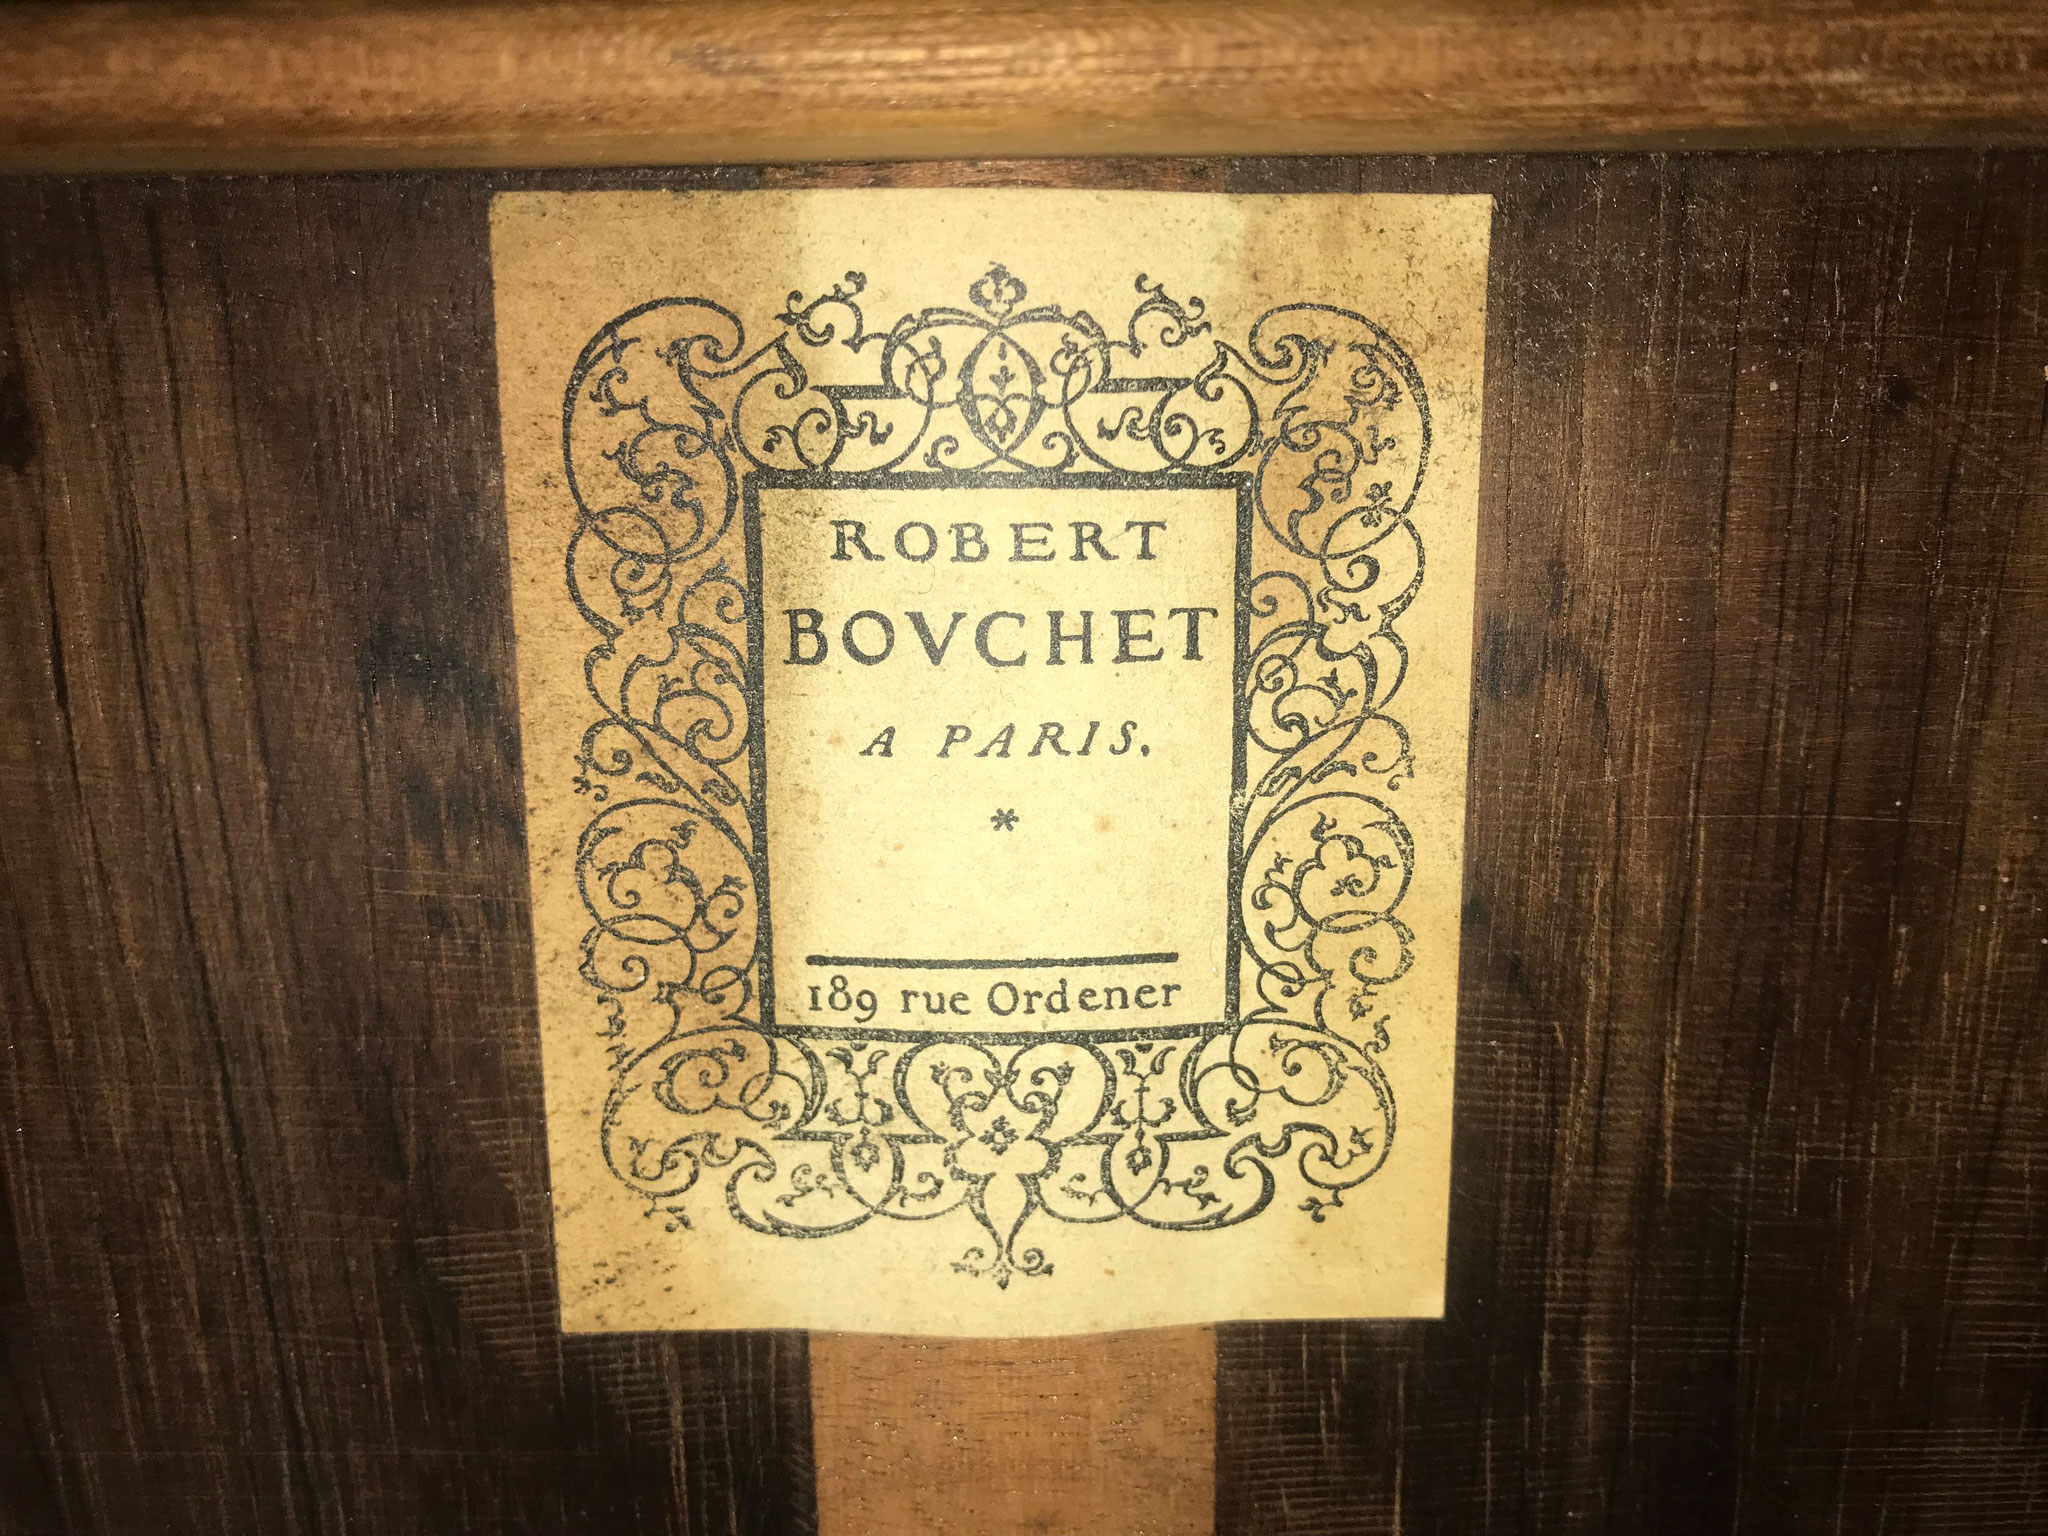 ROBERT
BOVCHET
A PARIS.
*
189 rue Ordener